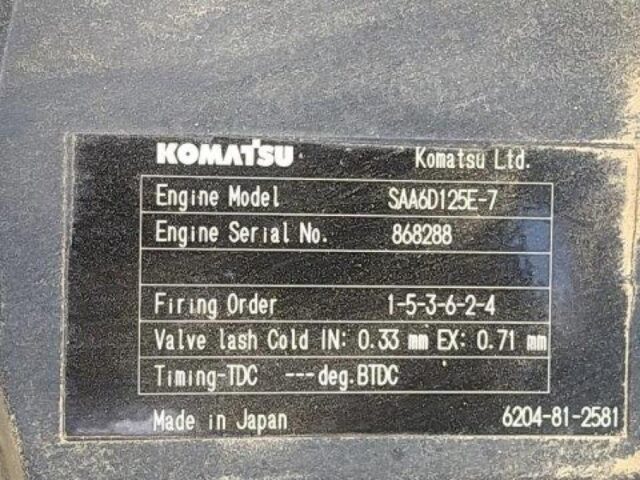 KOMATSU Komatsu Ltd.
Engine Model SAA6D125E-7
Engine Serial No. 868288
Firing Order 1-5-3-6-2-4
Valve lash Cold IN: 0.33 mm EX: 0.71 mm
Timing-TDC ---deg.BTDC
Made in Japan 6204-81-2581